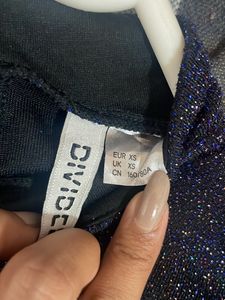 DIVIDED
EUR XS
UK XS
CN 160/80A